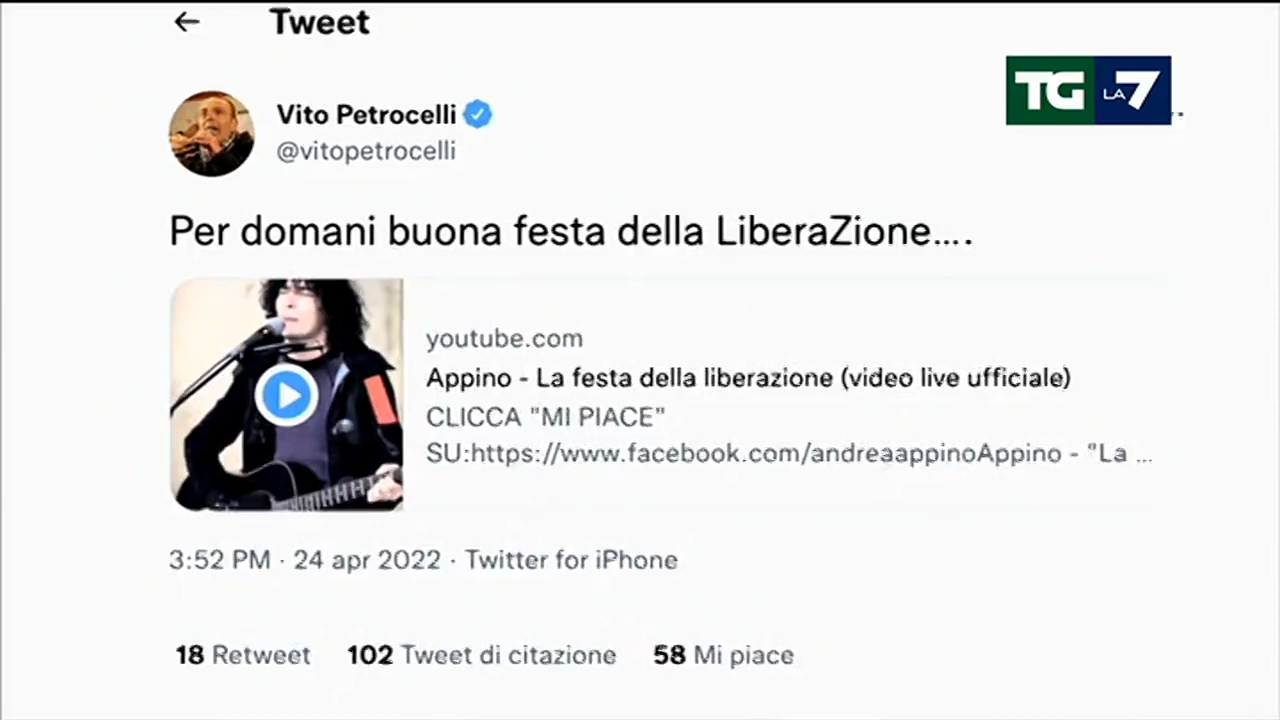 Tweet
TG LA7
Vito Petrocelli
@vitopetrocelli
Per domani buona festa della LiberaZione....
youtube.com
Appino - La festa della liberazione (video live ufficiale)
CLICCA "MI PIACE"
SU:https://www.facebook.com/andreaappinoAppino - "La ...
3:52 PM · 24 apr 2022 · Twitter for iPhone
18 Retweet 102 Tweet di citazione 58 Mi piace